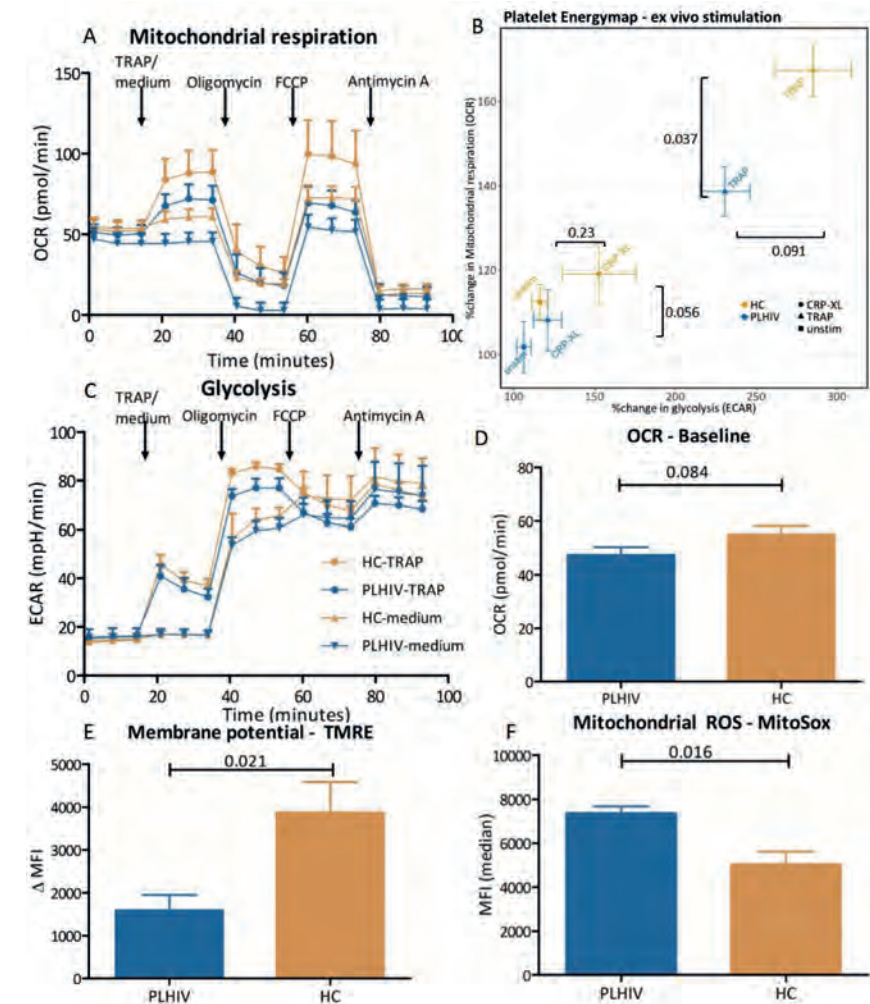 A
Mitochondrial respiration
TRAP/
medium
Oligomycin
FCCP
Antimycin A
OCR (pmol/min)
150
100
50
0
0 20 40 60 80 100
Time (minutes)
Platelet Energymap - ex vivo stimulation
B
%change in Mitochondrial respiration (OCR)
160
140
120
100
TRAP
0.037
TRAP
0.091
0.23
CRP-XL
unstim
0.056
CRP-XL
unstim
HC
PLHIV
CRP-XL
TRAP
unstim
100 150 200 250 300
%change in glycolysis (ECAR)
C
Glycolysis
TRAP/
medium
Oligomycin
FCCP
Antimycin A
ECAR (mpH/min)
100
80
60
40
20
0
HC-TRAP
PLHIV-TRAP
HC-medium
PLHIV-medium
0 20 40 60 80 100
Time (minutes)
D
OCR - Baseline
0.084
OCR (pmol/min)
80
60
40
20
0
PLHIV HC
E
Membrane potential - TMRE
0.021
Δ MFI
5000
4000
3000
2000
1000
0
PLHIV HC
F
Mitochondrial ROS - MitoSox
0.016
MFI (median)
10000
8000
6000
4000
2000
0
PLHIV HC